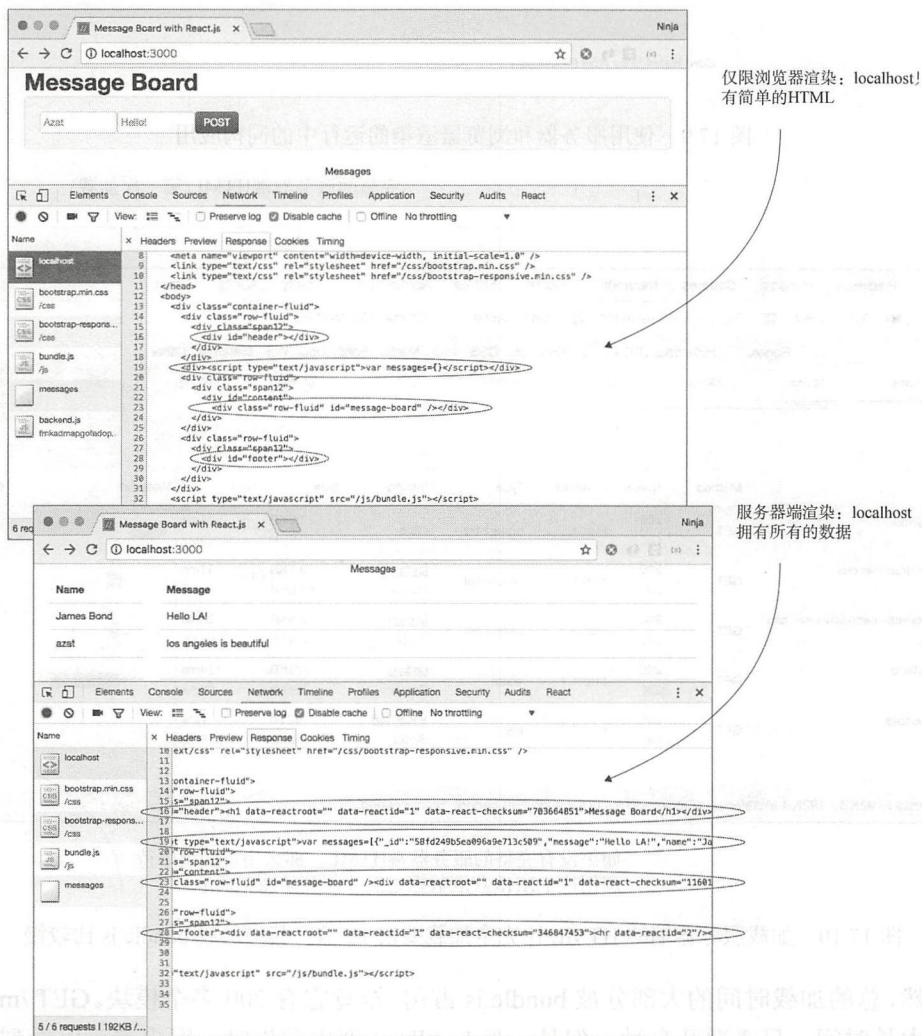 Message Board with React.js ×
Ninja
localhost:3000
Message Board
Azat
Hello!
POST
Messages
仅限浏览器渲染：localhost!
有简单的HTML
Elements Console Sources Network Timeline Profiles Application Security Audits React
View: Preserve log Disable cache Offline No throttling
Name
× Headers Preview Response Cookies Timing
localhost
bootstrap.min.css
/css
bootstrap-respons...
/css
bundle.js
/js
messages
backend.js
8 <meta name="viewport" content="width=device-width, initial-scale=1.0" />
9 <link type="text/css" rel="stylesheet" href="/css/bootstrap.min.css" />
10 <link type="text/css" rel="stylesheet" href="/css/bootstrap-responsive.min.css" />
11 </head>
12 <body>
13 <div class="container-fluid">
14 <div class="row-fluid">
15 <div class="span12">
16 <div id="header"></div>
17 </div>
18 </div>
19 <div><script type="text/javascript">var messages={}</script></div>
20 <div class="row-fluid">
21 <div class="span12">
22 <div id="content">
23 <div class="row-fluid" id="message-board" /></div>
24 </div>
25 </div>
26 <div class="row-fluid">
27 <div class="span12">
28 <div id="footer"></div>
29 </div>
30 </div>
31 </div>
32 <script type="text/javascript" src="/js/bundle.js"></script>
6 req
服务器端渲染：localhost
拥有所有的数据
Message Board with React.js ×
Ninja
localhost:3000
Messages
Name Message
James Bond Hello LA!
azat los angeles is beautiful
Elements Console Sources Network Timeline Profiles Application Security Audits React
View: Preserve log Disable cache Offline No throttling
Name
× Headers Preview Response Cookies Timing
localhost
bootstrap.min.css
/css
bootstrap-respons...
/css
bundle.js
/js
messages
10 ext/css" rel="stylesheet" href="/css/bootstrap-responsive.min.css" />
11
12
13 ontainer-fluid">
14 "row-fluid">
15 s="span12">
16 ="header"><h1 data-reactroot="" data-reactid="1" data-react-checksum="703664851">Message Board</h1></div>
17
18
19 t type="text/javascript">var messages=[{"_id":"58fd249b5ea096a9e713c509","message":"Hello LA!","name":"Ja
20 "row-fluid">
21 s="span12">
22 ="content">
23 class="row-fluid" id="message-board" /><div data-reactroot="" data-reactid="1" data-react-checksum="11601
24
25
26 "row-fluid">
27 s="span12">
28 ="footer"><div data-reactroot="" data-reactid="1" data-react-checksum="346847453"><hr data-reactid="2"/><
29
30
31
32 "text/javascript" src="/js/bundle.js"></script>
33
34
35
5 / 6 requests | 192KB /...